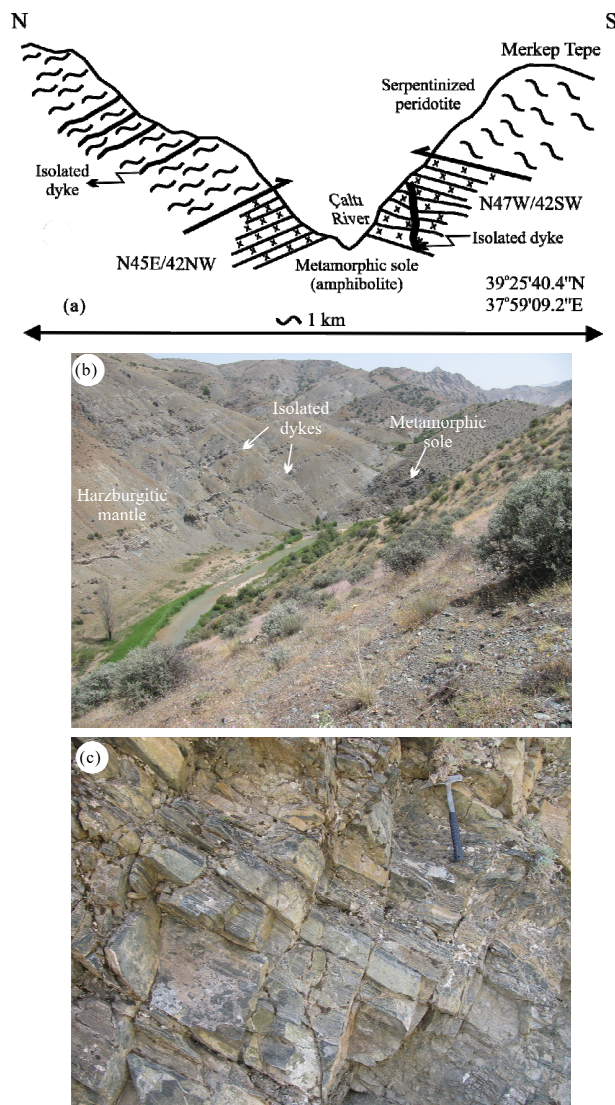 N
S
Merkep Tepe
Serpentinized
peridotite
Isolated
dyke
Çaltı
River
N47W/42SW
Isolated dyke
N45E/42NW
Metamorphic sole
(amphibolite)
39°25'40.4"N
37°59'09.2"E
(a)
1 km
(b)
Isolated
dykes
Metamorphic
sole
Harzburgitic
mantle
(c)